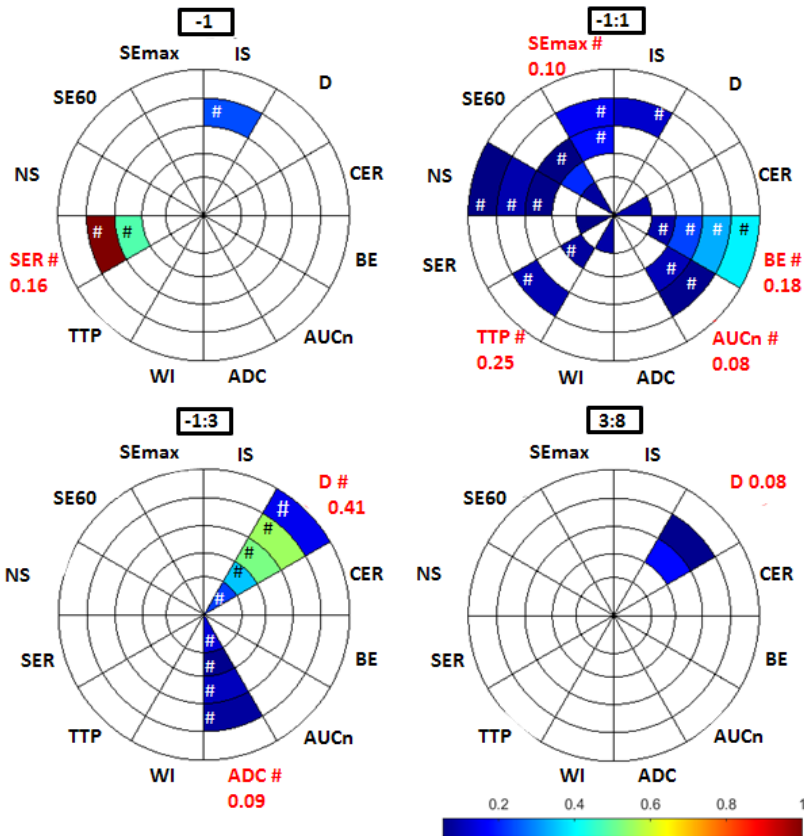 -1
SEmax IS
SE60 D
NS CER
SER #
0.16
BE
TTP AUCn
WI ADC
#
# #
-1:1
SEmax #
0.10
IS
SE60 D
NS CER
SER BE #
0.18
TTP #
0.25
AUCn #
0.08
WI ADC
# #
# #
# # # # # # #
# #
# #
-1:3
SEmax IS
D #
0.41
SE60
NS CER
SER BE
TTP AUCn
WI ADC #
0.09
#
#
#
#
#
#
#
#
#
3:8
SEmax IS
D 0.08
SE60
NS CER
SER BE
TTP AUCn
WI ADC
0.2 0.4 0.6 0.8 1